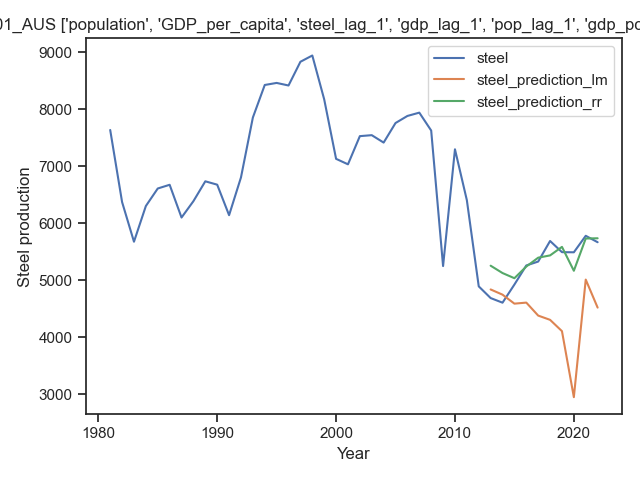 01_AUS ['population', 'GDP_per_capita', 'steel_lag_1', 'gdp_lag_1', 'pop_lag_1', 'gdp_po
steel
steel_prediction_lm
steel_prediction_rr
9000
8000
7000
6000
5000
4000
3000
Steel production
1980
1990
2000
2010
2020
Year